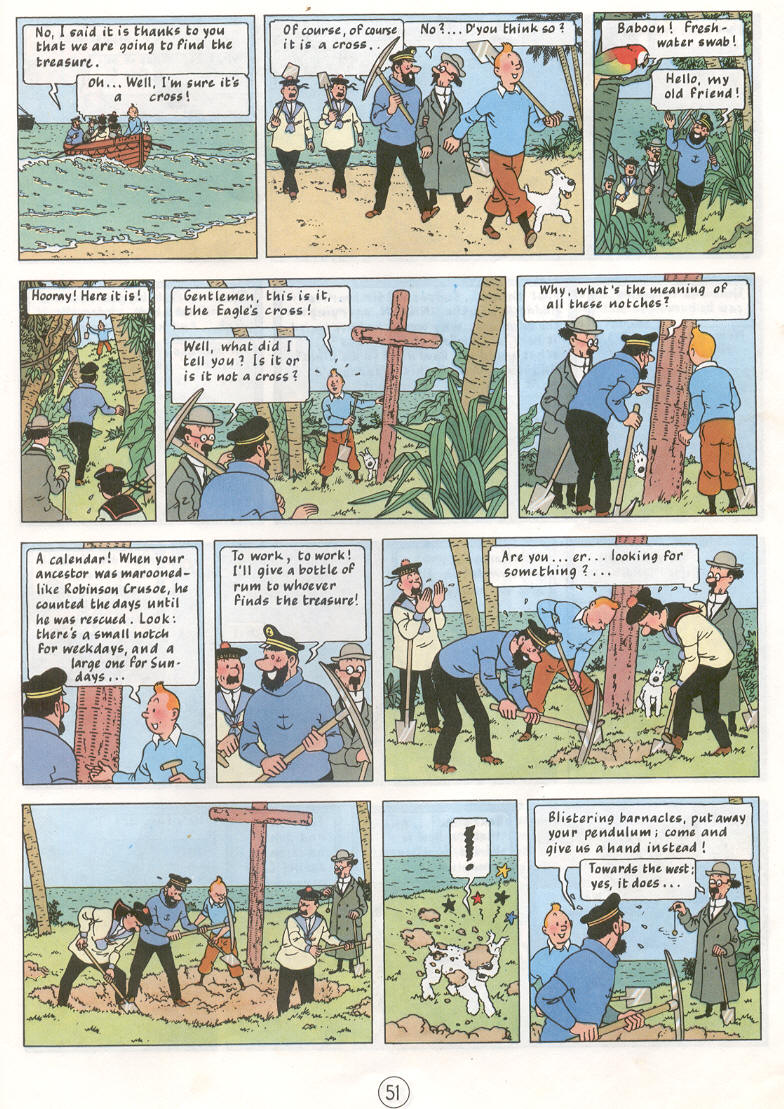 No, I said it is thanks to you
that we are going to find the
treasure.
Oh... Well, I'm sure it's
a cross!
Of course, of course
it is a cross..
No?... D'you think so?
Baboon! Fresh-
water swab!
Hello, my
old friend!
Hooray! Here it is!
Gentlemen, this is it,
the Eagle's cross!
Well, what did I
tell you? Is it or
is it not a cross?
Why, what's the meaning of
all these notches?
A calendar! When your
ancestor was marooned-
like Robinson Crusoe, he
counted the days until
he was rescued. Look:
there's a small notch
for weekdays, and a
large one for Sun-
days...
To work, to work!
I'll give a bottle of
rum to whoever
finds the treasure!
Are you... er... looking for
something?...
!
Blistering barnacles, put away
your pendulum; come and
give us a hand instead!
Towards the west;
yes, it does...
51